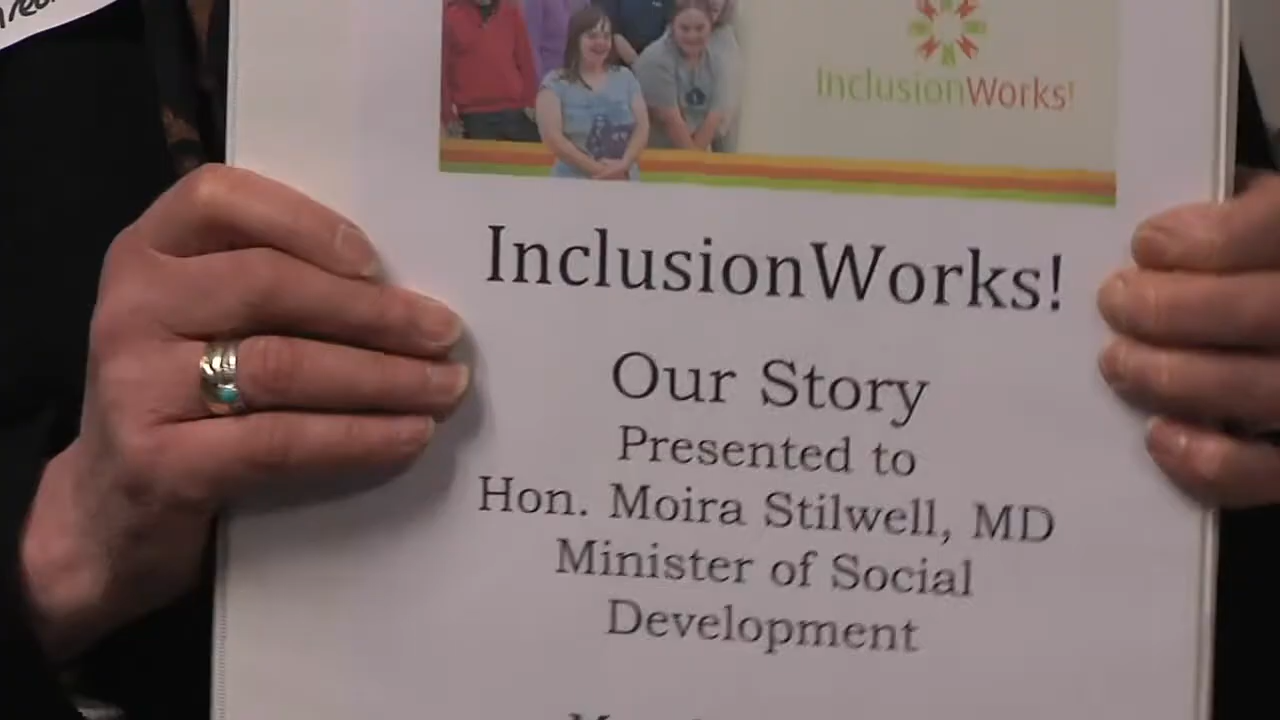 InclusionWorks!
InclusionWorks!
Our Story
Presented to
Hon. Moira Stilwell, MD
Minister of Social
Development